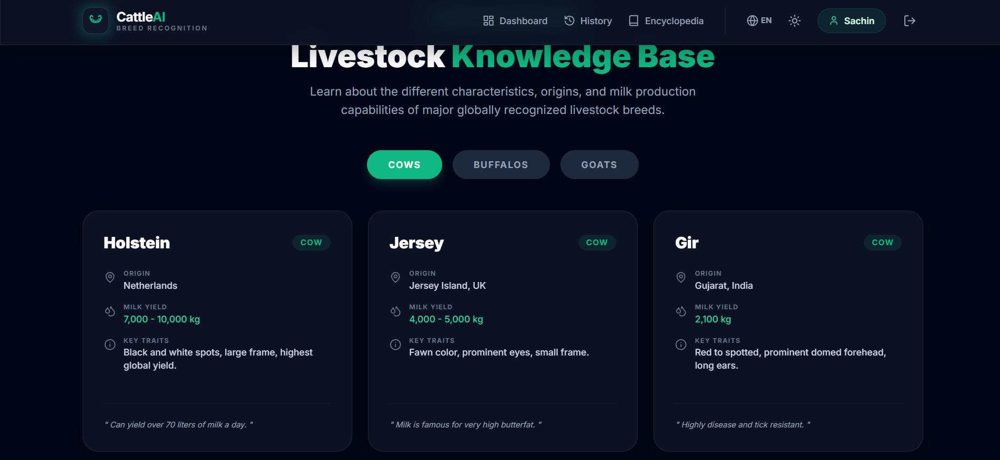 CattleAI
BREED RECOGNITION
Dashboard
History
Encyclopedia
EN
Sachin
Livestock Knowledge Base
Learn about the different characteristics, origins, and milk production
capabilities of major globally recognized livestock breeds.
COWS
BUFFALOS
GOATS
Holstein
COW
ORIGIN
Netherlands
MILK YIELD
7,000 - 10,000 kg
KEY TRAITS
Black and white spots, large frame, highest
global yield.
" Can yield over 70 liters of milk a day. "
Jersey
COW
ORIGIN
Jersey Island, UK
MILK YIELD
4,000 - 5,000 kg
KEY TRAITS
Fawn color, prominent eyes, small frame.
" Milk is famous for very high butterfat. "
Gir
COW
ORIGIN
Gujarat, India
MILK YIELD
2,100 kg
KEY TRAITS
Red to spotted, prominent domed forehead,
long ears.
" Highly disease and tick resistant. "